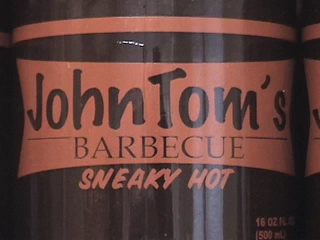 JohnTom's
BARBECUE
SNEAKY HOT
16 OZ FL
(500 mL)